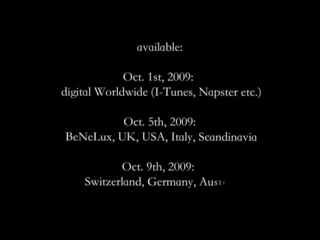 available:
Oct. 1st, 2009:
digital Worldwide (I-Tunes, Napster etc.)
Oct. 5th, 2009:
BeNeLux, UK, USA, Italy, Scandinavia
Oct. 9th, 2009:
Switzerland, Germany, Aust